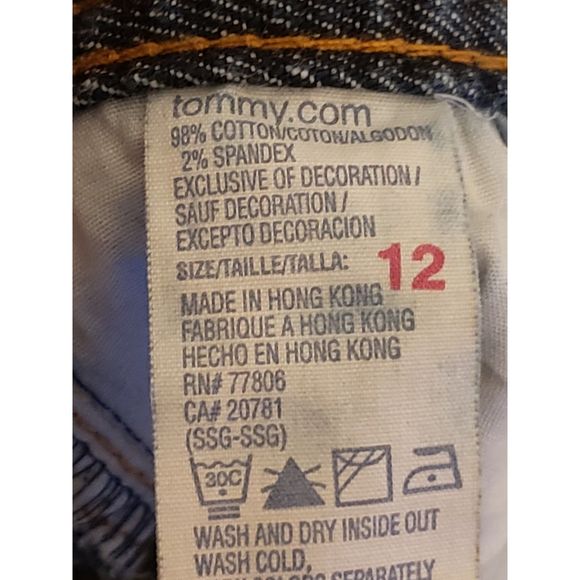 tommy.com
98% COTTON/COTON/ALGODON
2% SPANDEX
EXCLUSIVE OF DECORATION/
SAUF DECORATION/
EXCEPTO DECORACION
SIZE/TAILLE/TALLA: 12
MADE IN HONG KONG
FABRIQUE A HONG KONG
HECHO EN HONG KONG
RN# 77806
CA# 20781
(SSG-SSG)
30C
WASH AND DRY INSIDE OUT
WASH COLD,
COLORS SEPARATELY